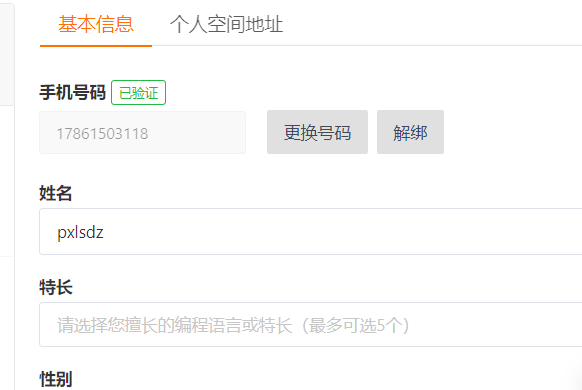 基本信息 个人空间地址
手机号码 已验证
17861503118 更换号码 解绑
姓名
pxlsdz
特长
请选择您擅长的编程语言或特长（最多可选5个）
性别